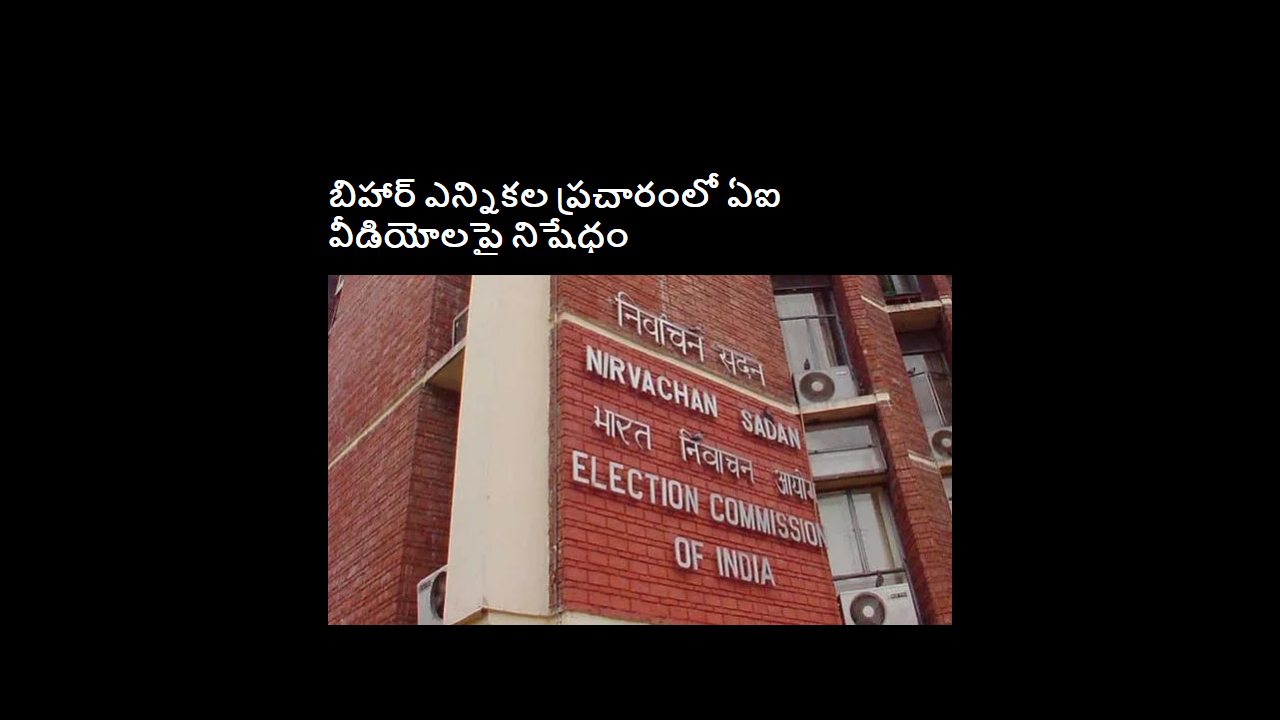 బిహార్ ఎన్నికల ప్రచారంలో ఏఐ
వీడియోలపై నిషేధం
निर्वाचन सदन
NIRVACHAN SADAN
भारत निर्वाचन आयोग
ELECTION COMMISSION
OF INDIA